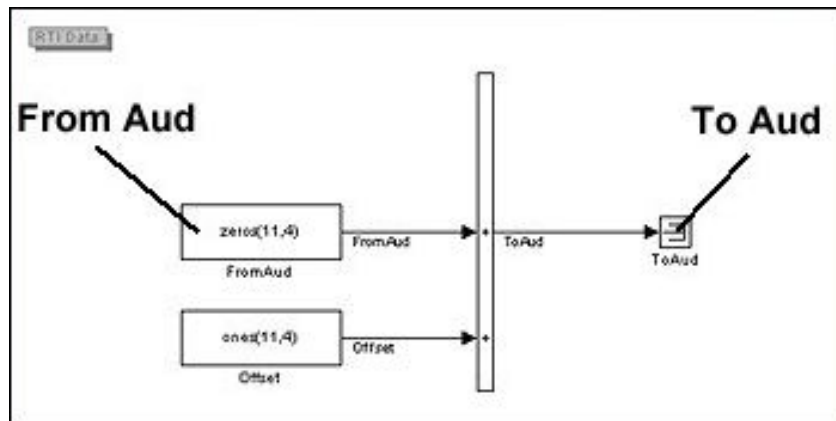 RTI Data
From Aud
To Aud
zeros(11,4)
FromAud
+
ToAud
ToAud
FromAud
ones(11,4)
Offset
+
Offset